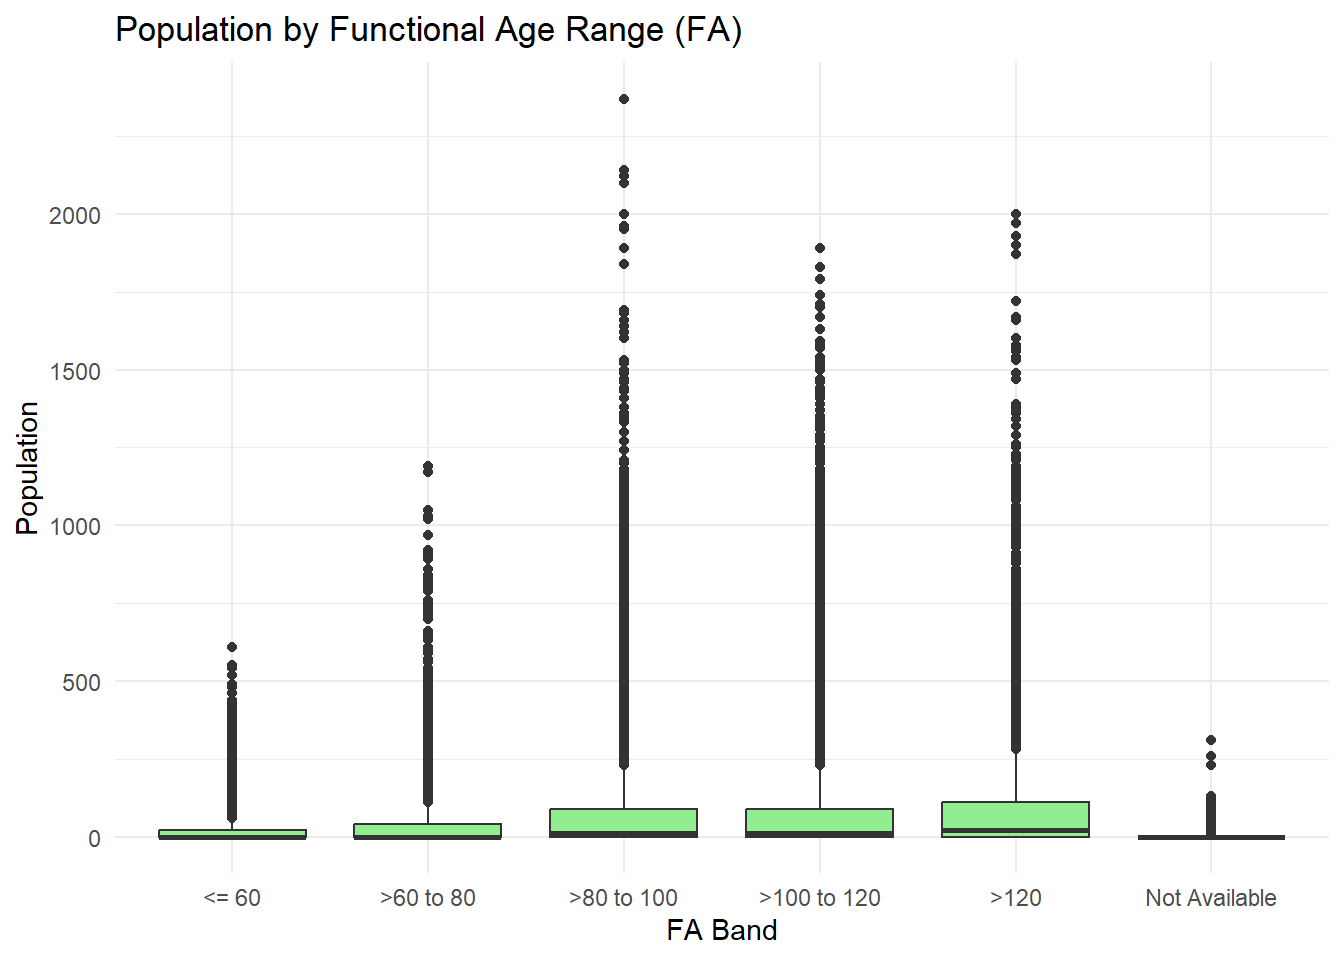 Population by Functional Age Range (FA)
Population
2000
1500
1000
500
0
<= 60 >60 to 80 >80 to 100 >100 to 120 >120 Not Available
FA Band